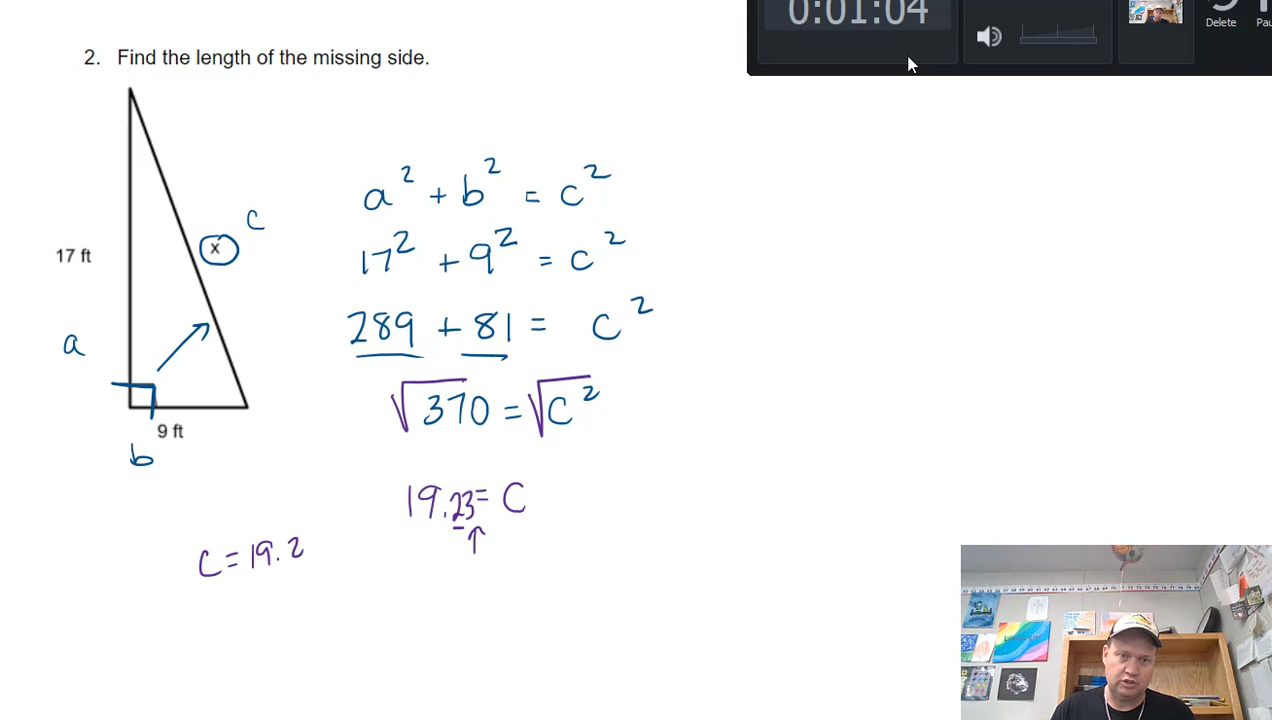 0:01:04
Delete
Pau
2. Find the length of the missing side.
a² + b² = c²
c
x
17 ft
17² + 9² = c²
289 + 81 = c²
a
√370 = √c²
9 ft
b
19.23 = c
c = 19.2